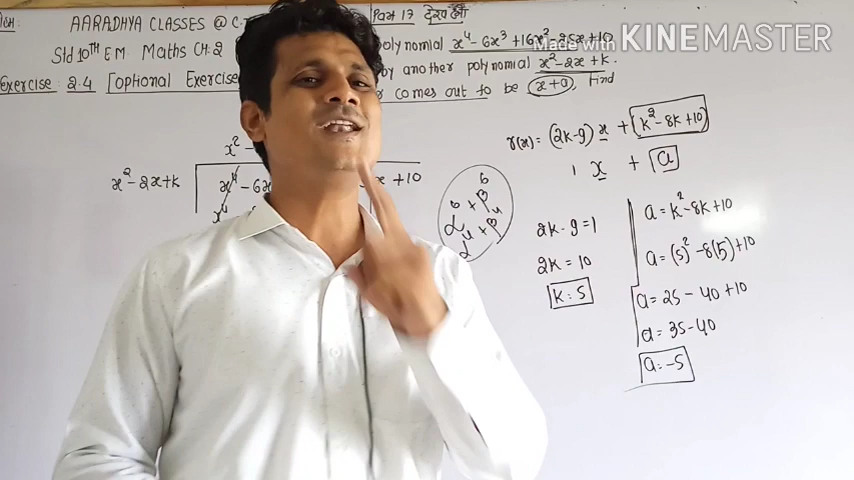 AARADHYA CLASSES @ C.
Std 10th EM Maths CH:2
Exercise: 2.4 [optional Exercise
Part 17 देखो
polynomial x⁴ - 6x³ + 16x² - 25x + 10
by another polynomial x² - 2x + k.
comes out to be (x+a) Find
Made with KINEMASTER
r(x) = (2k-9) x + k² - 8k + 10
1 x + a
x² -
x² - 2x + k
x⁴ - 6x
x + 10
x⁴
α⁶ + β⁶
α⁴ + β⁴
2k - 9 = 1
2k = 10
k = 5
a = k² - 8k + 10
a = (5)² - 8(5) + 10
a = 25 - 40 + 10
a = 35 - 40
a = -5